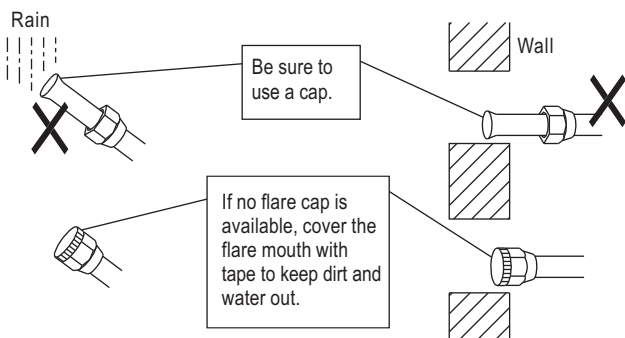 Rain
Wall
Be sure to
use a cap.
If no flare cap is
available, cover the
flare mouth with
tape to keep dirt and
water out.